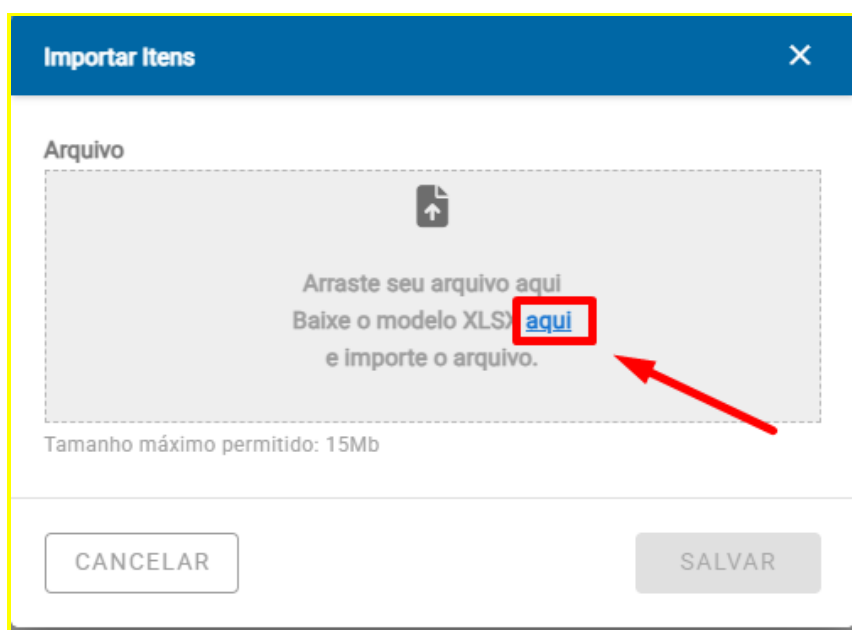 Importar Itens
Arquivo
Arraste seu arquivo aqui
Baixe o modelo XLSX aqui
e importe o arquivo.
Tamanho máximo permitido: 15Mb
CANCELAR
SALVAR